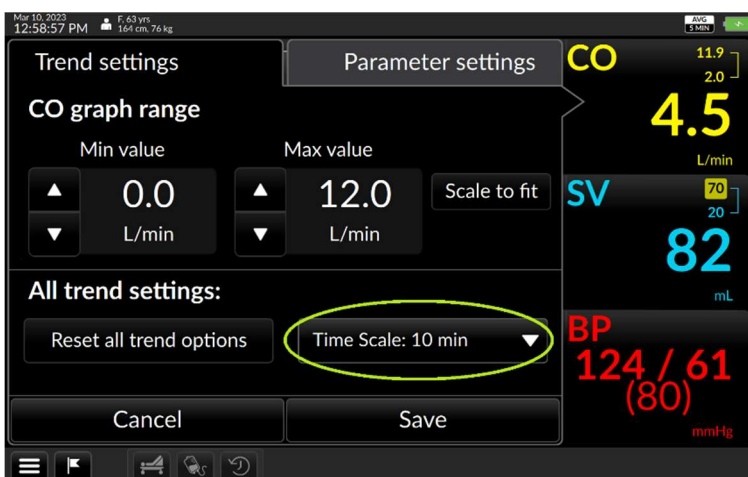 Mar 10, 2023
12:58:57 PM
F, 63 yrs
164 cm, 76 kg
AVG
5 MIN
Trend settings
Parameter settings
CO graph range
Min value
Max value
0.0
L/min
12.0
L/min
Scale to fit
All trend settings:
Reset all trend options
Time Scale: 10 min
Cancel
Save
CO
11.9
2.0
4.5
L/min
SV
70
20
82
mL
BP
124 / 61
(80)
mmHg